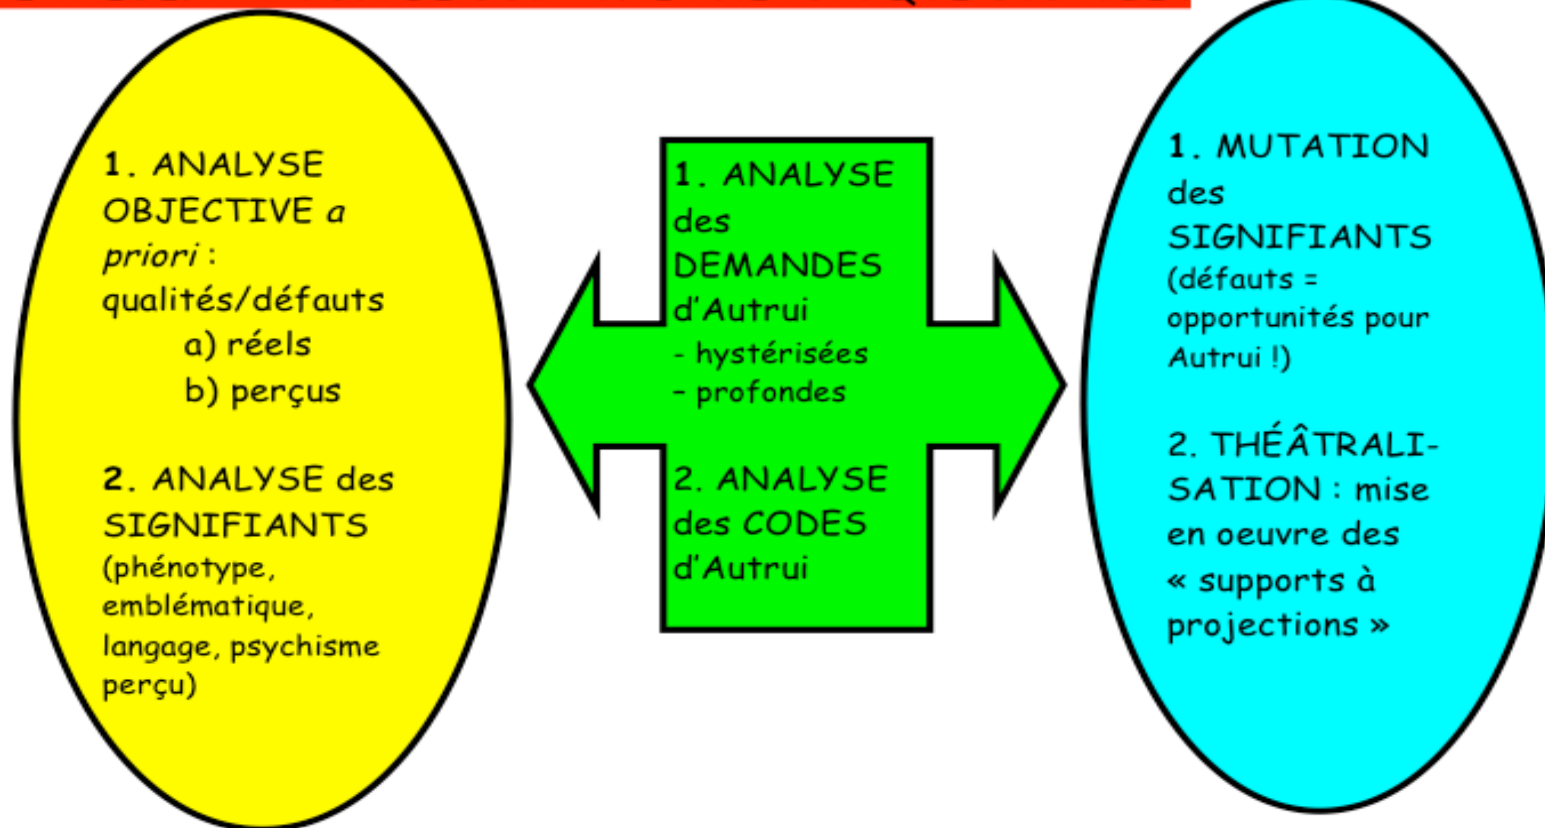 1. ANALYSE
OBJECTIVE a
priori :
qualités/défauts
a) réels
b) perçus
2. ANALYSE des
SIGNIFIANTS
(phénotype,
emblématique,
langage, psychisme
perçu)
1. ANALYSE
des
DEMANDES
d'Autrui
- hystérisées
– profondes
2. ANALYSE
des CODES
d'Autrui
1. MUTATION
des
SIGNIFIANTS
(défauts =
opportunités pour
Autrui !)
2. THÉÂTRALI-
SATION : mise
en oeuvre des
« supports à
projections »